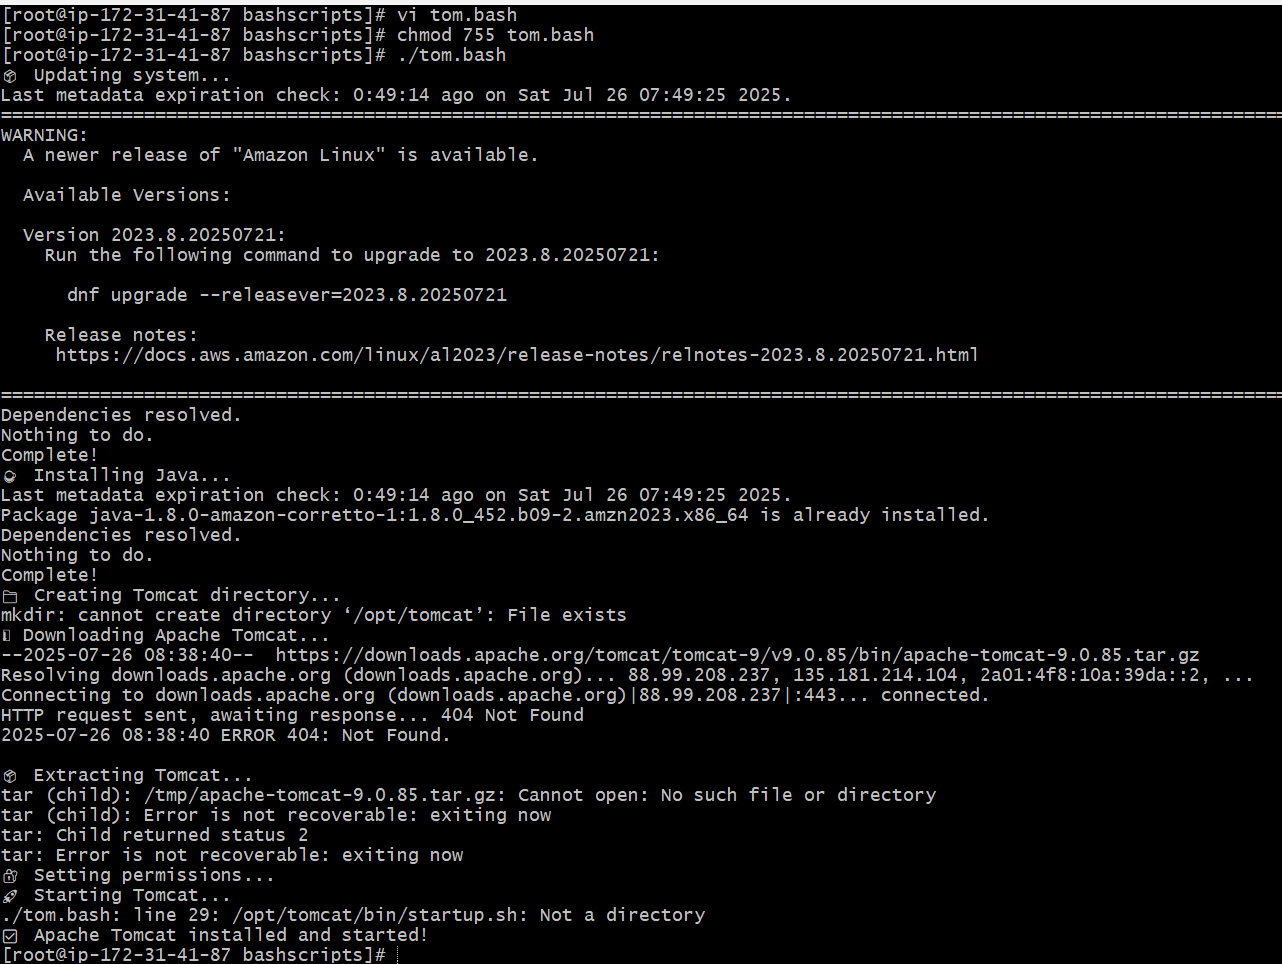 [root@ip-172-31-41-87 bashscripts]# vi tom.bash
[root@ip-172-31-41-87 bashscripts]# chmod 755 tom.bash
[root@ip-172-31-41-87 bashscripts]# ./tom.bash
📦 Updating system...
Last metadata expiration check: 0:49:14 ago on Sat Jul 26 07:49:25 2025.
=====================================================================================================================
WARNING:
  A newer release of "Amazon Linux" is available.

  Available Versions:

  Version 2023.8.20250721:
    Run the following command to upgrade to 2023.8.20250721:

      dnf upgrade --releasever=2023.8.20250721

    Release notes:
     https://docs.aws.amazon.com/linux/al2023/release-notes/relnotes-2023.8.20250721.html

=====================================================================================================================
Dependencies resolved.
Nothing to do.
Complete!
☕ Installing Java...
Last metadata expiration check: 0:49:14 ago on Sat Jul 26 07:49:25 2025.
Package java-1.8.0-amazon-corretto-1:1.8.0_452.b09-2.amzn2023.x86_64 is already installed.
Dependencies resolved.
Nothing to do.
Complete!
📁 Creating Tomcat directory...
mkdir: cannot create directory ‘/opt/tomcat’: File exists
Downloading Apache Tomcat...
--2025-07-26 08:38:40--  https://downloads.apache.org/tomcat/tomcat-9/v9.0.85/bin/apache-tomcat-9.0.85.tar.gz
Resolving downloads.apache.org (downloads.apache.org)... 88.99.208.237, 135.181.214.104, 2a01:4f8:10a:39da::2, ...
Connecting to downloads.apache.org (downloads.apache.org)|88.99.208.237|:443... connected.
HTTP request sent, awaiting response... 404 Not Found
2025-07-26 08:38:40 ERROR 404: Not Found.

📦 Extracting Tomcat...
tar (child): /tmp/apache-tomcat-9.0.85.tar.gz: Cannot open: No such file or directory
tar (child): Error is not recoverable: exiting now
tar: Child returned status 2
tar: Error is not recoverable: exiting now
🔐 Setting permissions...
🚀 Starting Tomcat...
./tom.bash: line 29: /opt/tomcat/bin/startup.sh: Not a directory
✅ Apache Tomcat installed and started!
[root@ip-172-31-41-87 bashscripts]#